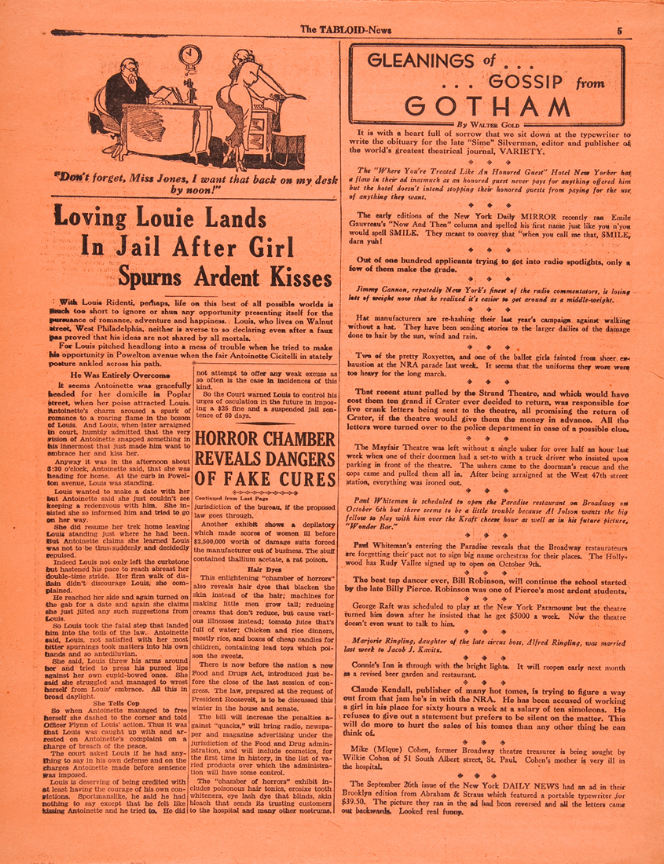 The TABLOID-News
5
"Don't forget, Miss Jones, I want that back on my desk
by noon!"
Loving Louie Lands
In Jail After Girl
Spurns Ardent Kisses
With Louis Ridenti, perhaps, life on this best of all possible worlds is
much too short to ignore or shun any opportunity presenting itself for the
pursuance of romance, adventure and happiness. Louis, who lives on Walnut
street, West Philadelphia, neither is averse to so declaring even after a faux
pas proved that his ideas are not shared by all mortals.
For Louis pitched headlong into a mess of trouble when he tried to make
his opportunity in Powelton avenue when the fair Antoinette Cicitelli in stately
posture ankled across his path.
He Was Entirely Overcome
It seems Antoinette was gracefully
headed for her domicile in Poplar
street, when her poise attracted Louis.
Antoinette's charm aroused a spark of
romance to a roaring flame in the bosom
of Louis. And Louis, when later arraigned
in court, humbly admitted that the very
vision of Antoinette snapped something in
his innermost that just made him want to
embrace her and kiss her.
Anyway it was in the afternoon about
3:30 o'clock, Antoinette said, that she was
heading for home. At the curb in Powel-
ton avenue, Louis was standing.
Louis wanted to make a date with her
but Antoinette said she just couldn't see
keeping a rendezvous with him. She in-
sisted she so informed him and tried to go
on her way.
She did resume her trek home leaving
Louis standing just where he had been.
But Antoinette claims she learned Louis
was not to be thus suddenly and decidedly
repulsed.
Indeed Louis not only left the curbstone
but hastened his pace to reach abreast her
double-time stride. Her firm walk of dis-
dain didn't discourage Louis, she com-
plained.
He reached her side and again turned on
the gab for a date and again she claims
she just jilted any such suggestions from
Louis.
So Louis took the fatal step that landed
him into the toils of the law. Antoinette
said, Louis, not satisfied with her most
bitter spurnings took matters into his own
hands and so antedilivian.
She said, Louis threw his arms around
her and tried to press his pursed lips
against her own cupid-bowed ones. She
said she struggled and managed to wrest
herself from Louis' embrace. All this in
broad daylight.
She Tells Cop
So when Antoinette managed to free
herself she dashed to the corner and told
Officer Flynn of Louis' action. Thus it was
that Louis was caught up with and ar-
rested on Antoinette's complaint on a
charge of breach of the peace.
The court asked Louis if he had any-
thing to say in his own defense and on the
charges Antoinette made before sentence
was imposed.
Louis is deserving of being credited with
at least having the courage of his own con-
victions. Sportsmanslike, he said he had
nothing to say except that he felt like
kissing Antoinette and he tried to. He did
not attempt to offer any weak excuse as
so often is the case in incidences of this
kind.
So the Court warned Louis to control his
urges of osculation in the future in impos-
ing a $25 fine and a suspended jail sen-
tence of 60 days.
HORROR CHAMBER
REVEALS DANGERS
OF FAKE CURES
Continued from Last Page
jurisdiction of the bureau, if the proposed
law goes through.
Another exhibit shows a depilatory
which made scores of women ill before
$2,500,000 worth of damage suits forced
the manufacturer out of business. The stuff
contained thallium acetate, a rat poison.
Hair Dyes
This enlightening "chamber of horrors"
also reveals hair dye that blacken the
skin instead of the hair; machines for
making little men grow tall; reducing
creams that don't reduce, but cause vari-
ous illnesses instead; tomato juice that's
full of water; Chicken and rice dinners,
mostly rice, and boxes of cheap candies for
children, containing lead toys which poi-
son the sweets.
There is now before the nation a new
Food and Drugs Act, introduced just be-
fore the close of the last session of con-
gress. The law, prepared at the request of
President Roosevelt, is to be discussed this
winter in the house and senate.
The bill will increase the penalties a-
gainst "quacks," will bring radio, newspa-
per and magazine advertising under the
jurisdiction of the Food and Drug admin-
istration, and will include cosmetics, for
the first time in history, in the list of va-
ried products over which the administra-
tion will have some control.
The "chamber of horrors" exhibit in-
cludes poisonous hair tonics, erosive tooth
whiteners, eye lash dye that blinds, skin
bleach that sends its trusting customers
to the hospital and many other nostrums.
GLEANINGS of ...
... GOSSIP from
GOTHAM
By Walter Gold
It is with a heart full of sorrow that we sit down at the typewriter to
write the obituary for the late "Sime" Silverman, editor and publisher of
the world's greatest theatrical journal, VARIETY.
The "Where You're Treated Like An Honored Guest" Hotel New Yorker has
a flaw in their ad inasmuch as an honored guest never pays for anything offered him
but the hotel doesn't intend stopping their honored guests from paying for the use
of anything they want.
The early editions of the New York Daily MIRROR recently ran Emile
Gauvreau's "Now And Then" column and spelled his first name just like you n'you
would spell SMILE. They meant to convey that "when you call me that, SMILE,
darn yuh!
Out of one hundred applicants trying to get into radio spotlights, only a
few of them make the grade.
Jimmy Cannon, reputedly New York's finest of the radio commentators, is losing
lots of weight now that he realized it's easier to get around as a middle-weight.
Hat manufacturers are re-hashing their last year's campaign against walking
without a hat. They have been sending stories to the larger dailies of the damage
done to hair by the sun, wind and rain.
Two of the pretty Roxyettes, and one of the ballet girls fainted from sheer ex-
haustion at the NRA parade last week. It seems that the uniforms they wore were
too heavy for the long march.
That recent stunt pulled by the Strand Theatre, and which would have
cost them ten grand if Crater ever decided to return, was responsible for
five crank letters being sent to the theatre, all promising the return of
Crater, if the theatre would give them the money in advance. All the
letters were turned over to the police department in case of a possible clue.
The Mayfair Theatre was left without a single usher for over half an hour last
week when one of their doormen had a set-to with a truck driver who insisted upon
parking in front of the theatre. The ushers came to the doorman's rescue and the
cops came and pulled them all in. After being arraigned at the West 47th street
station, everything was ironed out.
Paul Whiteman is scheduled to open the Paradise restaurant on Broadway on
October 6th but there seems to be a little trouble because Al Jolson wants the big
fellow to play with him over the Kraft cheese hour as well as in his future picture,
"Wonder Bar."
Paul Whiteman's entering the Paradise reveals that the Broadway restaurateurs
are forgetting their pact not to sign big name orchestras for their places. The Holly-
wood has Rudy Vallee signed up to open on October 9th.
The best tap dancer ever, Bill Robinson, will continue the school started
by the late Billy Pierce. Robinson was one of Pierce's most ardent students.
George Raft was scheduled to play at the New York Paramount but the theatre
turned him down after he insisted that he get $5000 a week. Now the theatre
doesn't even want to talk to him.
Marjorie Ringling, daughter of the late circus boss, Alfred Ringling, was married
last week to Jacob J.
Connie's Inn is through with the bright lights. It will reopen early next month
as a revised beer garden and restaurant.
Claude Kendall, publisher of many hot tomes, is trying to figure a way
out from that jam he's in with the NRA. He has been accused of working
a girl in his place for sixty hours a week at a salary of ten simoleons. He
refuses to give out a statement but prefers to be silent on the matter. This
will do more to hurt the sales of his tomes than any other thing he can
think of.
Mike (Mique) Cohen, former Broadway theatre treasurer is being sought by
Wilkie Cohen of 51 South Albert street, St. Paul. Cohen's mother is very ill in
the hospital.
The September 26th issue of the New York DAILY NEWS had an ad in their
Brooklyn edition from Abraham & Straus which featured a portable typewriter for
$39.50. The picture they ran in the ad had been reversed and all the letters came
out backwards. Looked real funny.